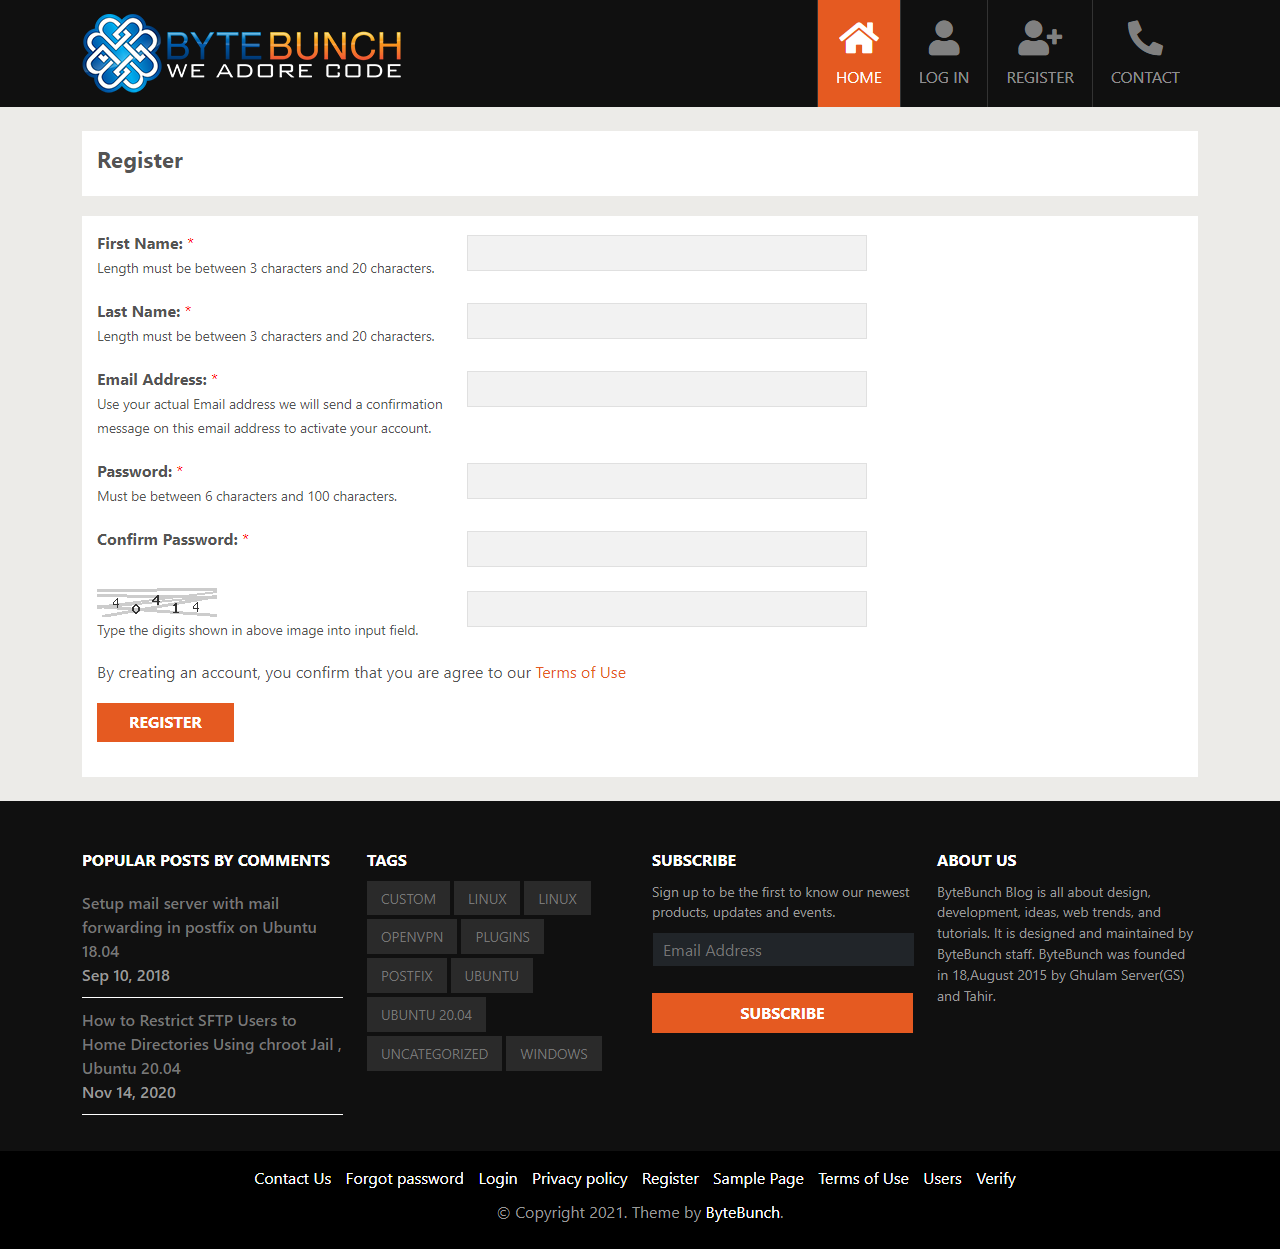 BYTEBUNCH
WE ADORE CODE
HOME
LOG IN
REGISTER
CONTACT
Register
First Name: *
Length must be between 3 characters and 20 characters.
Last Name: *
Length must be between 3 characters and 20 characters.
Email Address: *
Use your actual Email address we will send a confirmation
message on this email address to activate your account.
Password: *
Must be between 6 characters and 100 characters.
Confirm Password: *
4 0 4 1 4
Type the digits shown in above image into input field.
By creating an account, you confirm that you are agree to our Terms of Use
REGISTER
POPULAR POSTS BY COMMENTS
Setup mail server with mail
forwarding in postfix on Ubuntu
18.04
Sep 10, 2018
How to Restrict SFTP Users to
Home Directories Using chroot Jail ,
Ubuntu 20.04
Nov 14, 2020
TAGS
CUSTOM LINUX LINUX
OPENVPN PLUGINS
POSTFIX UBUNTU
UBUNTU 20.04
UNCATEGORIZED WINDOWS
SUBSCRIBE
Sign up to be the first to know our newest
products, updates and events.
Email Address
SUBSCRIBE
ABOUT US
ByteBunch Blog is all about design,
development, ideas, web trends, and
tutorials. It is designed and maintained by
ByteBunch staff. ByteBunch was founded
in 18,August 2015 by Ghulam Server(GS)
and Tahir.
Contact Us Forgot password Login Privacy policy Register Sample Page Terms of Use Users Verify
© Copyright 2021. Theme by ByteBunch.